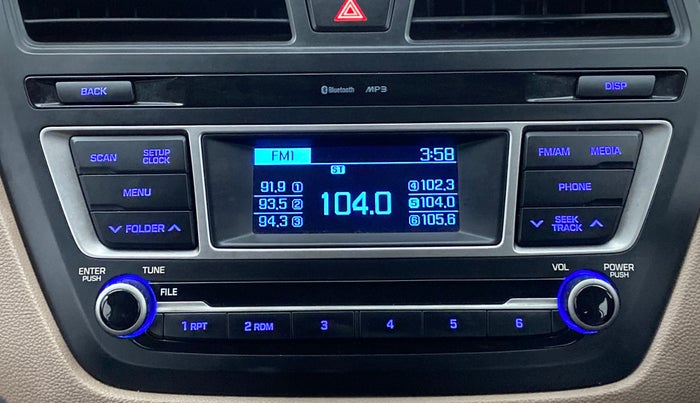 BACK
Bluetooth MP3
DISP
SCAN
SETUP
CLOCK
MENU
FOLDER
FM1
3:58
ST
91.9 1
93.5 2
94.3 3
104.0
4 102.3
5 104.0
6 105.6
FM/AM
MEDIA
PHONE
SEEK
TRACK
ENTER
PUSH
TUNE
FILE
VOL
POWER
PUSH
1 RPT
2 RDM
3
4
5
6